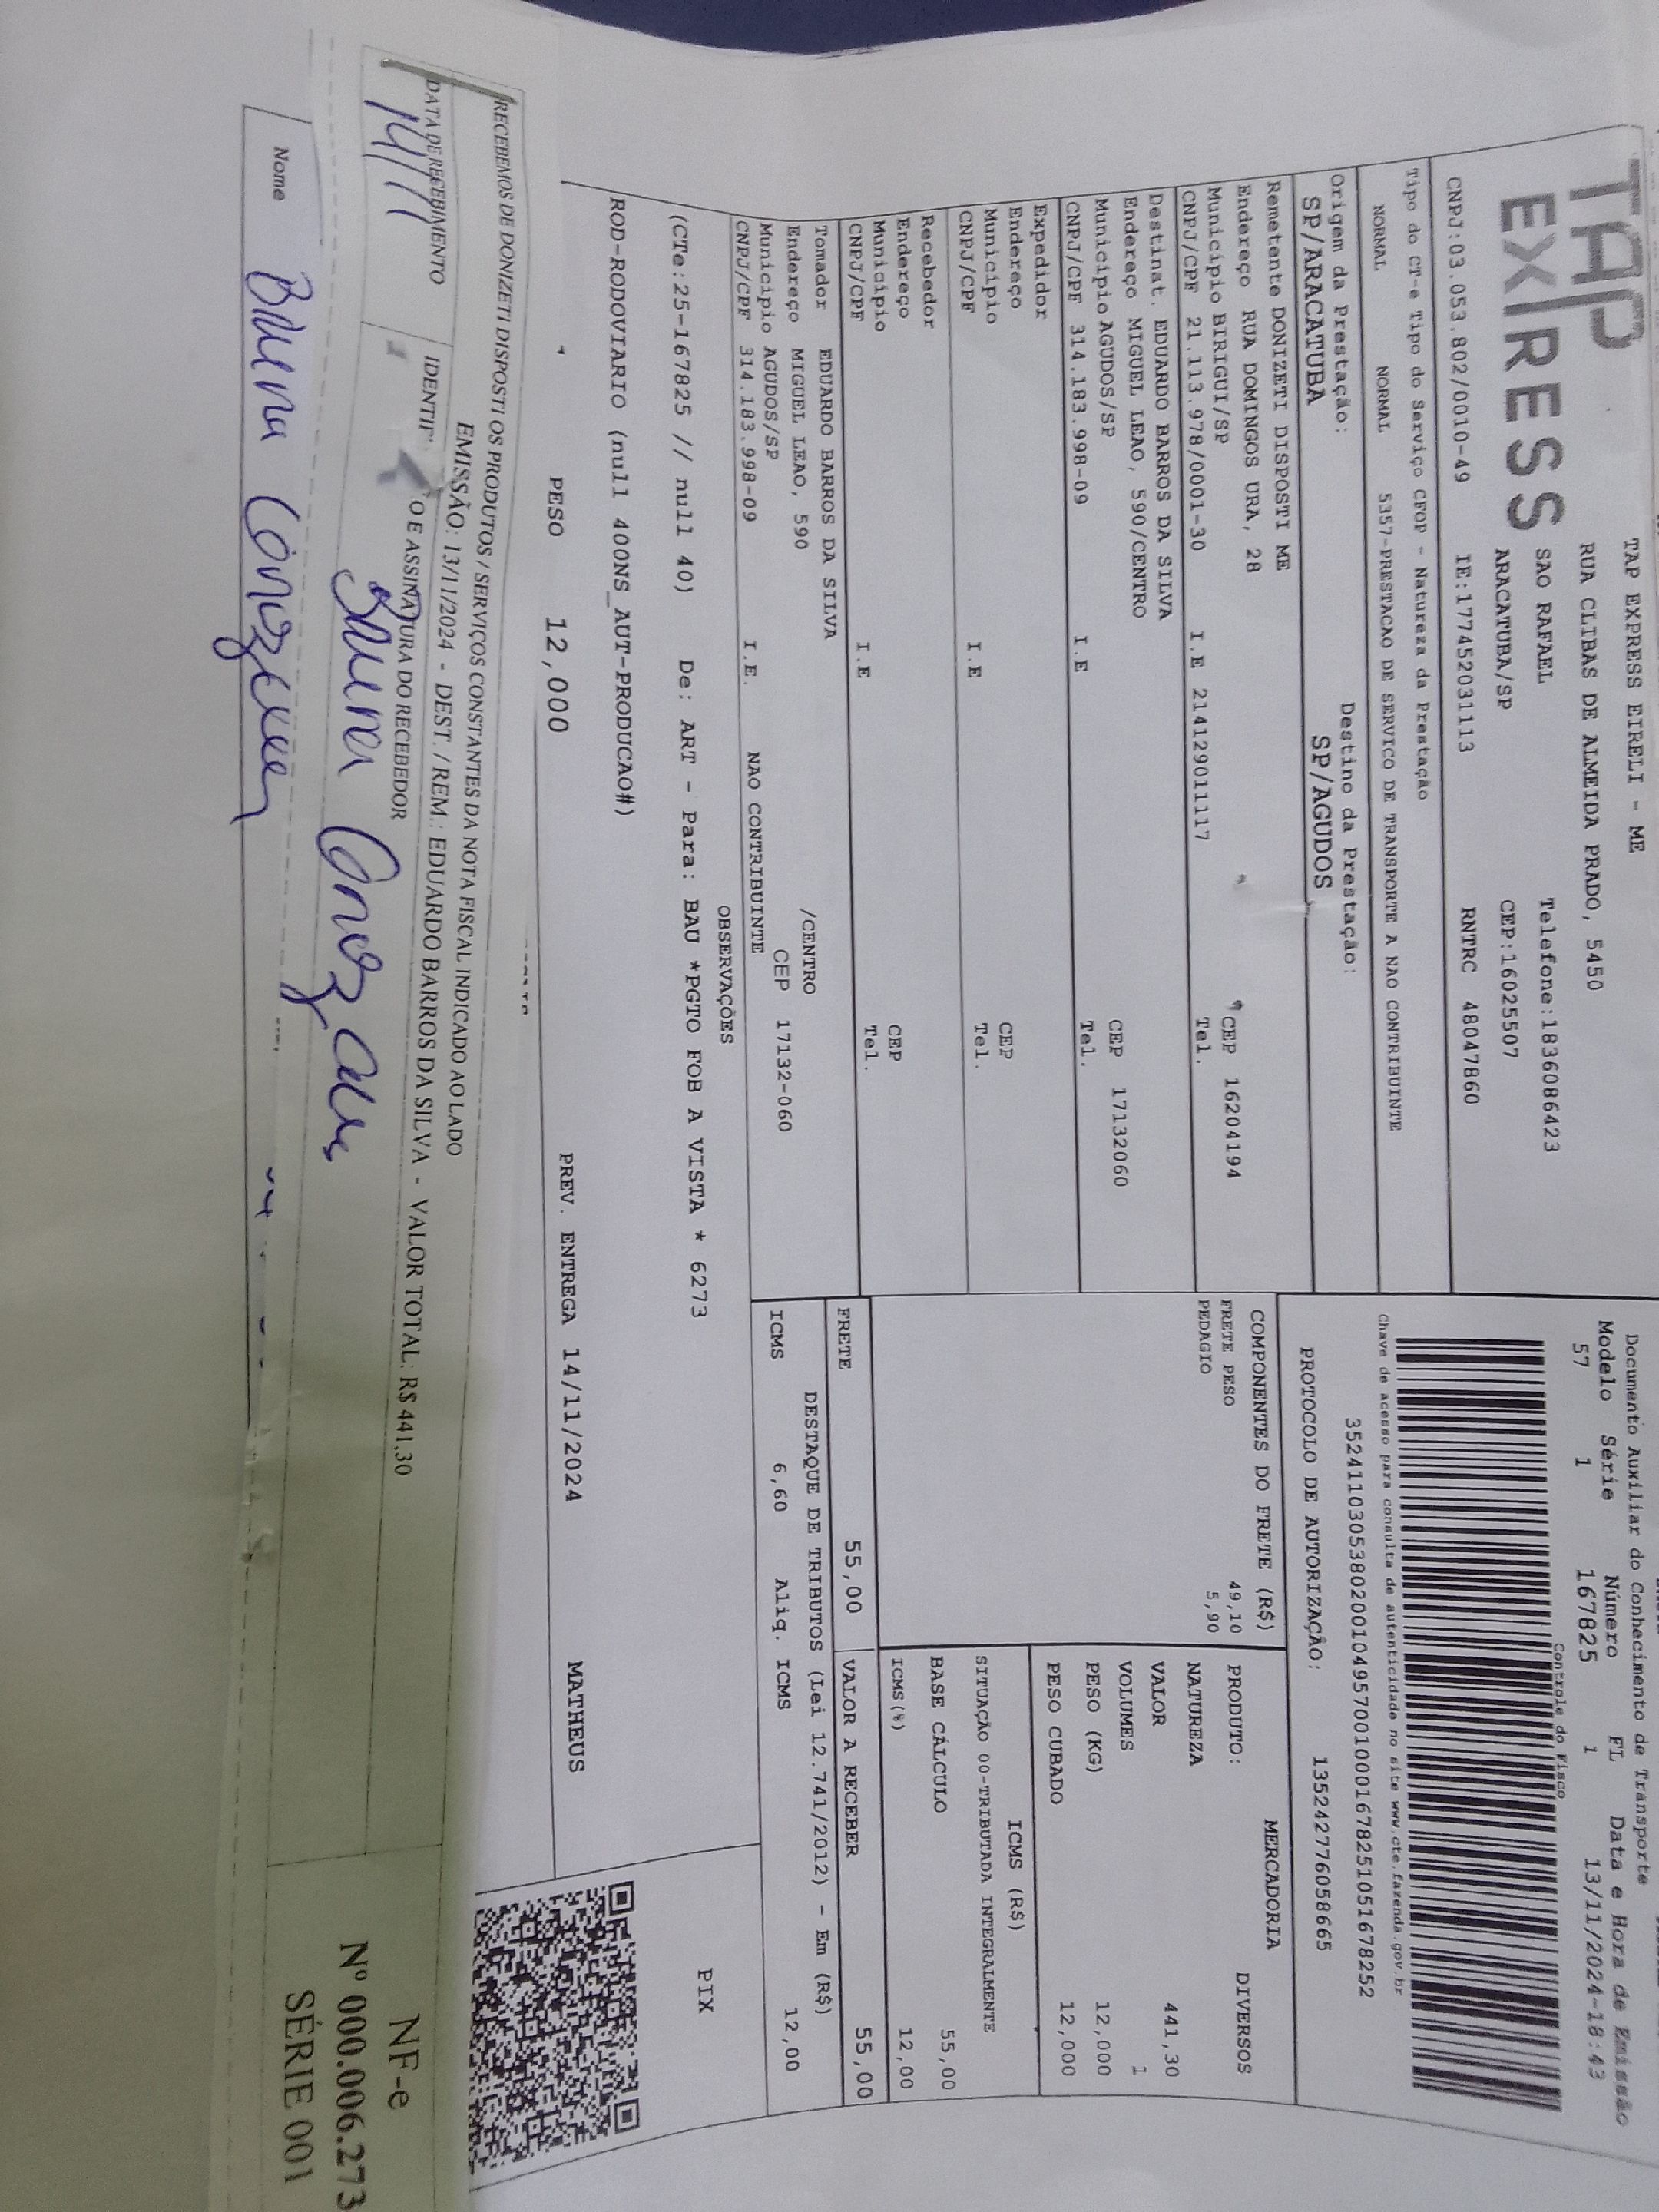 TAP
EXPRESS
TAP EXPRESS EIRELI - ME
RUA CLIBAS DE ALMEIDA PRADO, 5450
SAO RAFAEL Telefone:1836086423
ARACATUBA/SP CEP:16025507
CNPJ:03.053.802/0010-49 IE:177452031113 RNTRC 48047860
Documento Auxiliar do Conhecimento de Transporte
Modelo Série Número FL Data e Hora de Emissão
57 1 167825 1 13/11/2024-18:43
Controle do Fisco
Chave de acesso para consulta de autenticidade no site www.cte.fazenda.gov.br
35241103053802001049570010001678251051678252
PROTOCOLO DE AUTORIZAÇÃO: 135242776058665
Tipo do CT-e Tipo do Serviço CFOP - Natureza da Prestação
NORMAL NORMAL 5357-PRESTACAO DE SERVICO DE TRANSPORTE A NAO CONTRIBUINTE
Origem da Prestação: Destino da Prestação:
SP/ARACATUBA SP/AGUDOS
Remetente DONIZETI DISPOSTI ME
Endereço RUA DOMINGOS URA, 28
Município BIRIGUI/SP CEP 16204194
CNPJ/CPF 21.113.978/0001-30 I.E 214129011117 Tel.
Destinat. EDUARDO BARROS DA SILVA
Endereço MIGUEL LEAO, 590/CENTRO
Município AGUDOS/SP CEP 17132060
CNPJ/CPF 314.183.998-09 I.E Tel.
Expedidor
Endereço
Município CEP
CNPJ/CPF I.E Tel.
Recebedor
Endereço
Município CEP
CNPJ/CPF I.E Tel.
Tomador EDUARDO BARROS DA SILVA
Endereço MIGUEL LEAO, 590 /CENTRO
Município AGUDOS/SP CEP 17132-060
CNPJ/CPF 314.183.998-09 I.E. NAO CONTRIBUINTE
COMPONENTES DO FRETE (R$)
FRETE PESO 49,10
PEDAGIO 5,90
MERCADORIA
PRODUTO: DIVERSOS
NATUREZA
VALOR 441,30
VOLUMES 1
PESO (KG) 12,000
PESO CUBADO 12,000
ICMS (R$)
SITUAÇÃO 00-TRIBUTADA INTEGRALMENTE
BASE CÁLCULO 55,00
ICMS(%) 12,00
FRETE 55,00 VALOR A RECEBER 55,00
DESTAQUE DE TRIBUTOS (Lei 12.741/2012) - Em (R$)
ICMS 6,60 Aliq. ICMS 12,00
OBSERVAÇÕES
(CTe:25-167825 // null 40) De: ART - Para: BAU *PGTO FOB A VISTA * 6273
ROD-RODOVIARIO (null 400NS_AUT-PRODUCAO#)
PIX
PESO 12,000 PREV. ENTREGA 14/11/2024 MATHEUS
RECEBEMOS DE DONIZETI DISPOSTI OS PRODUTOS / SERVIÇOS CONSTANTES DA NOTA FISCAL INDICADO AO LADO
EMISSÃO: 13/11/2024 - DEST. / REM.: EDUARDO BARROS DA SILVA - VALOR TOTAL: R$ 441,30
DATA DE RECEBIMENTO
14/11
IDENTIF O E ASSINATURA DO RECEBEDOR
NF-e
Nº 000.006.273
SÉRIE 001
Nome